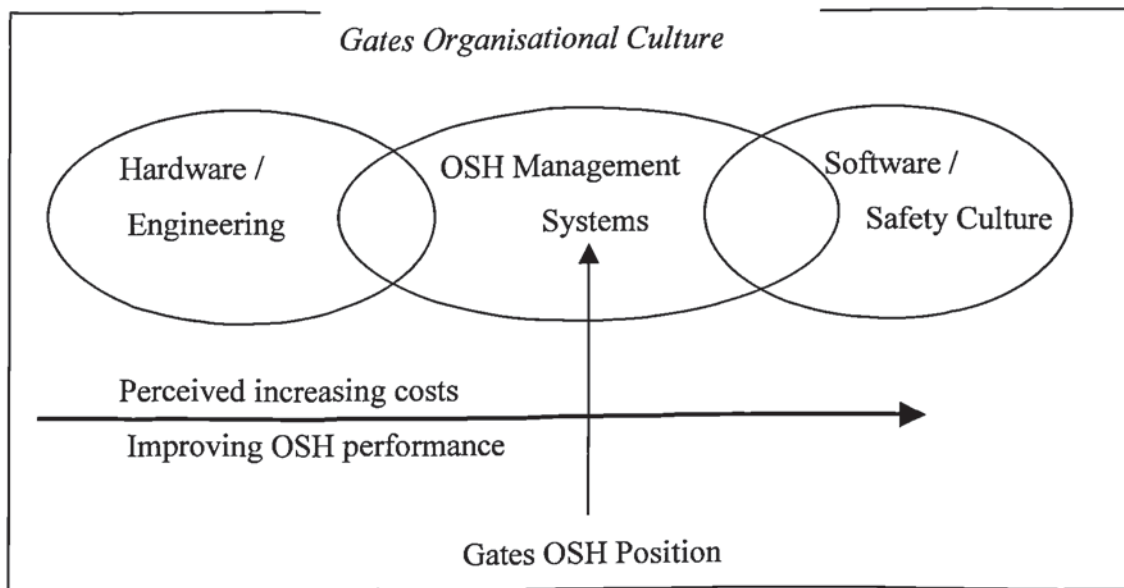 Gates Organisational Culture
Hardware /
Engineering
OSH Management
Systems
Software /
Safety Culture
Perceived increasing costs
Improving OSH performance
Gates OSH Position